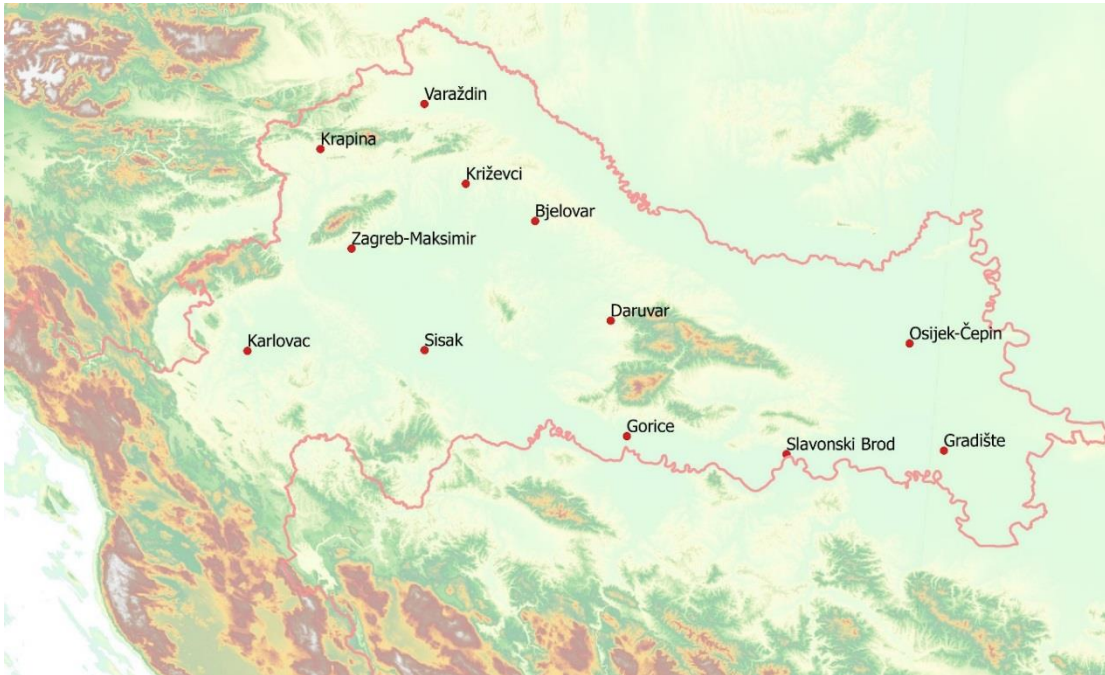 Varaždin
Krapina
Križevci
Bjelovar
Zagreb-Maksimir
Daruvar
Osijek-Čepin
Karlovac
Sisak
Gorice
Slavonski Brod
Gradište